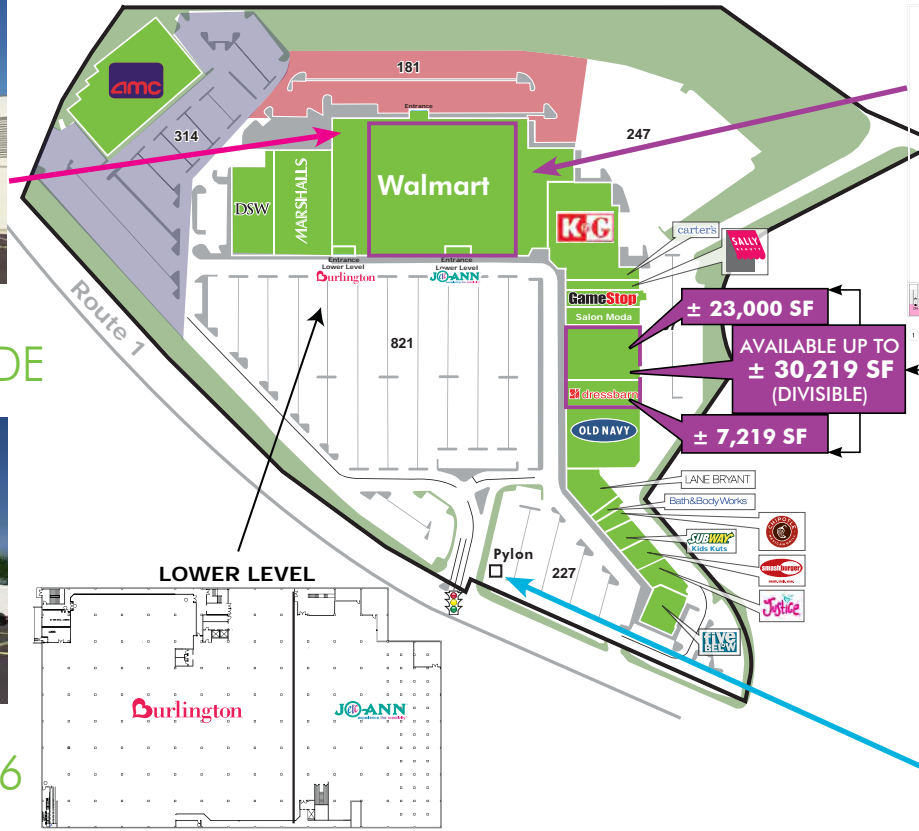 amc
181
Entrance
314
247
Walmart
DSW
MARSHALLS
K&G
carter's
SALLY
BEAUTY
Entrance
Lower Level
Entrance
Lower Level
Burlington
JO-ANN
GameStop
Salon Moda
± 23,000 SF
Route 1
821
AVAILABLE UP TO
± 30,219 SF
(DIVISIBLE)
DE
dressbarn
OLD NAVY
± 7,219 SF
LANE BRYANT
Bath&BodyWorks
CHIPOTLE
SUBWAY
Kids Kuts
Pylon
smashburger
227
LOWER LEVEL
Justice
five
BEL°W
Burlington
JO-ANN
6